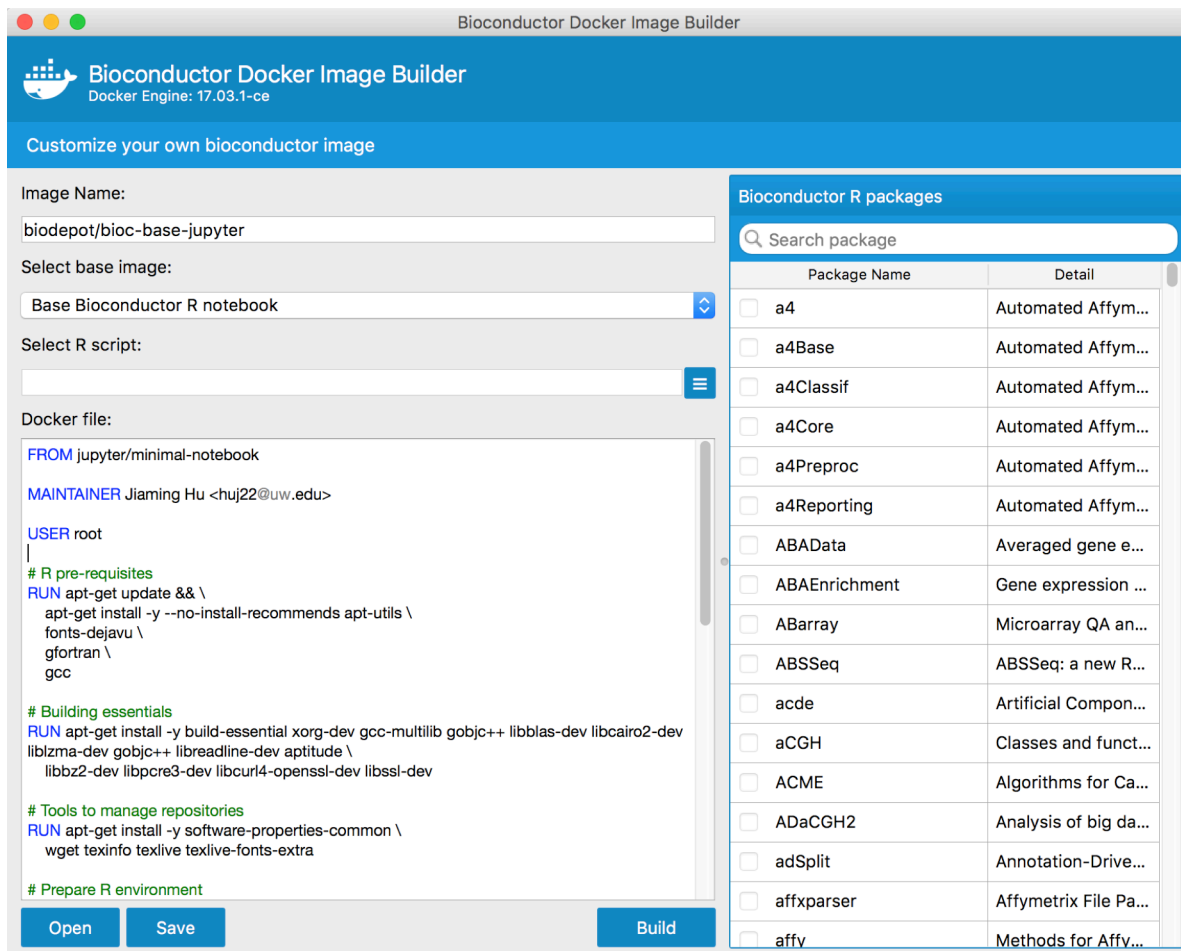 Bioconductor Docker Image Builder
Bioconductor Docker Image Builder
Docker Engine: 17.03.1-ce
Customize your own bioconductor image
Image Name:
biodepot/bioc-base-jupyter
Select base image:
Base Bioconductor R notebook
Select R script:
Docker file:
FROM jupyter/minimal-notebook
MAINTAINER Jiaming Hu <huj22@uw.edu>
USER root
# R pre-requisites
RUN apt-get update && \
apt-get install -y --no-install-recommends apt-utils \
fonts-dejavu \
gfortran \
gcc
# Building essentials
RUN apt-get install -y build-essential xorg-dev gcc-multilib gobjc++ libblas-dev libcairo2-dev
liblzma-dev gobjc++ libreadline-dev aptitude \
libbz2-dev libpcre3-dev libcurl4-openssl-dev libssl-dev
# Tools to manage repositories
RUN apt-get install -y software-properties-common \
wget texinfo texlive texlive-fonts-extra
# Prepare R environment
Open
Save
Build
Bioconductor R packages
Search package
Package Name Detail
a4 Automated Affym...
a4Base Automated Affym...
a4Classif Automated Affym...
a4Core Automated Affym...
a4Preproc Automated Affym...
a4Reporting Automated Affym...
ABAData Averaged gene e...
ABAEnrichment Gene expression ...
ABarray Microarray QA an...
ABSSeq ABSSeq: a new R...
acde Artificial Compon...
aCGH Classes and funct...
ACME Algorithms for Ca...
ADaCGH2 Analysis of big da...
adSplit Annotation-Drive...
affxparser Affymetrix File Pa...
affy Methods for Affy...